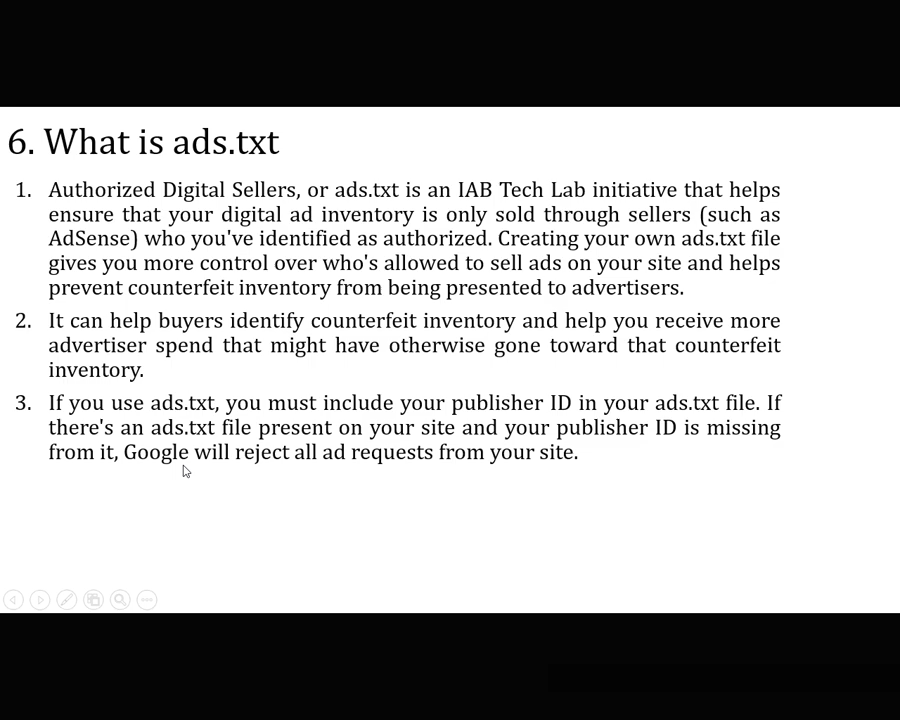 6. What is ads.txt
1. Authorized Digital Sellers, or ads.txt is an IAB Tech Lab initiative that helps
ensure that your digital ad inventory is only sold through sellers (such as
AdSense) who you've identified as authorized. Creating your own ads.txt file
gives you more control over who's allowed to sell ads on your site and helps
prevent counterfeit inventory from being presented to advertisers.
2. It can help buyers identify counterfeit inventory and help you receive more
advertiser spend that might have otherwise gone toward that counterfeit
inventory.
3. If you use ads.txt, you must include your publisher ID in your ads.txt file. If
there's an ads.txt file present on your site and your publisher ID is missing
from it, Google will reject all ad requests from your site.